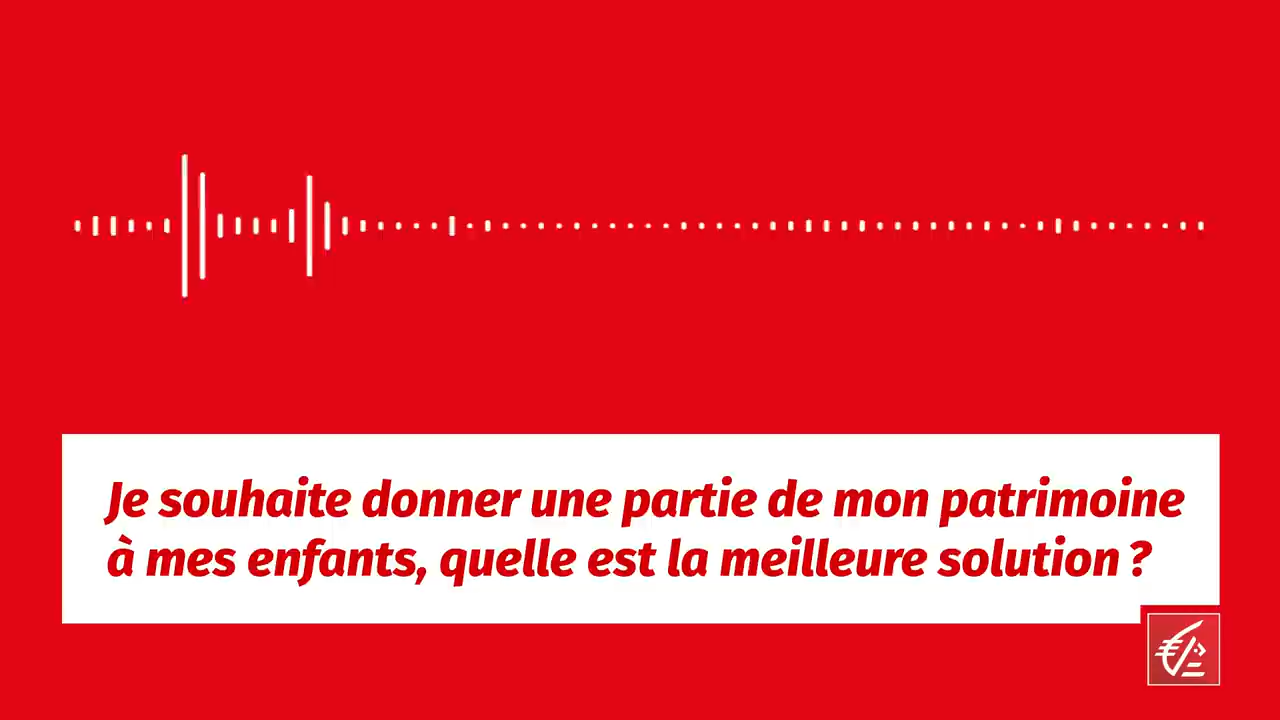 Je souhaite donner une partie de mon patrimoine
à mes enfants, quelle est la meilleure solution ?